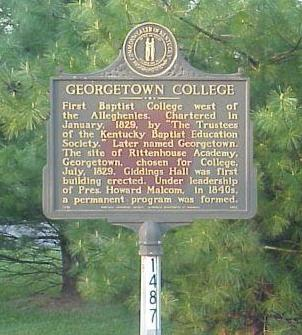 COMMONWEALTH OF KENTUCKY
GEORGETOWN COLLEGE
First Baptist College west of
the Alleghenies. Chartered in
January 1829, by "The Trustees
of the Kentucky Baptist Education
Society." Later named Georgetown.
The site of Rittenhouse Academy,
Georgetown, chosen for College,
July, 1829. Giddings Hall was first
building erected. Under leadership
of Pres. Howard Malcom, in 1840s,
a permanent program was formed.
1487